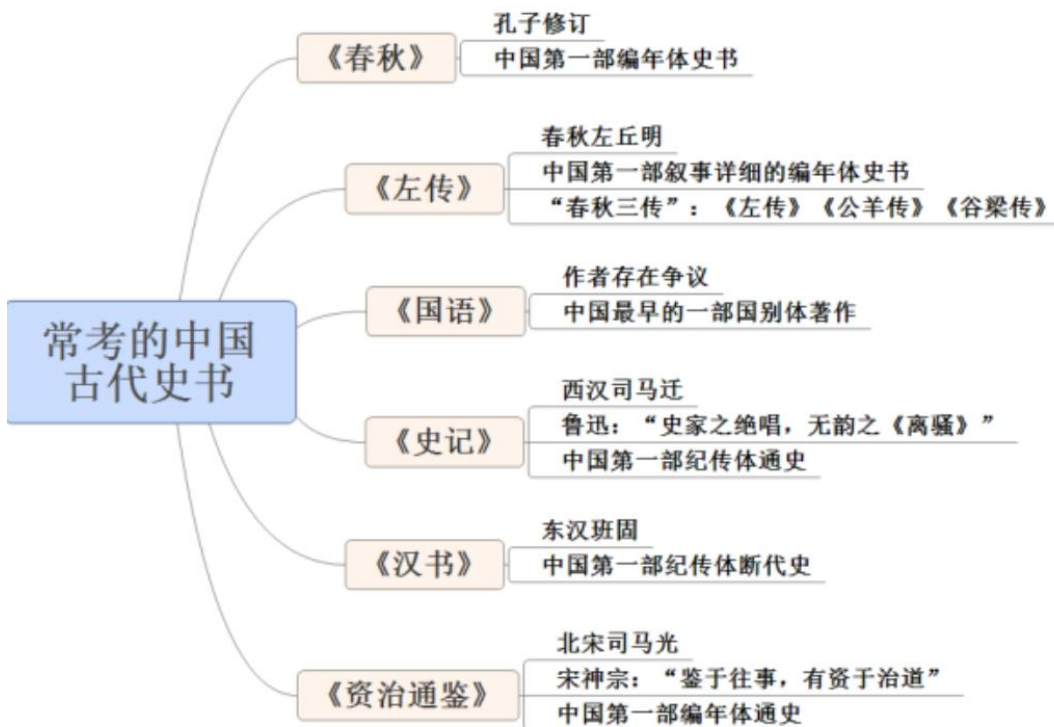 常考的中国
古代史书
《春秋》
孔子修订
中国第一部编年体史书
《左传》
春秋左丘明
中国第一部叙事详细的编年体史书
“春秋三传”：《左传》《公羊传》《谷梁传》
《国语》
作者存在争议
中国最早的一部国别体著作
《史记》
西汉司马迁
鲁迅：“史家之绝唱，无韵之《离骚》”
中国第一部纪传体通史
《汉书》
东汉班固
中国第一部纪传体断代史
《资治通鉴》
北宋司马光
宋神宗：“鉴于往事，有资于治道”
中国第一部编年体通史